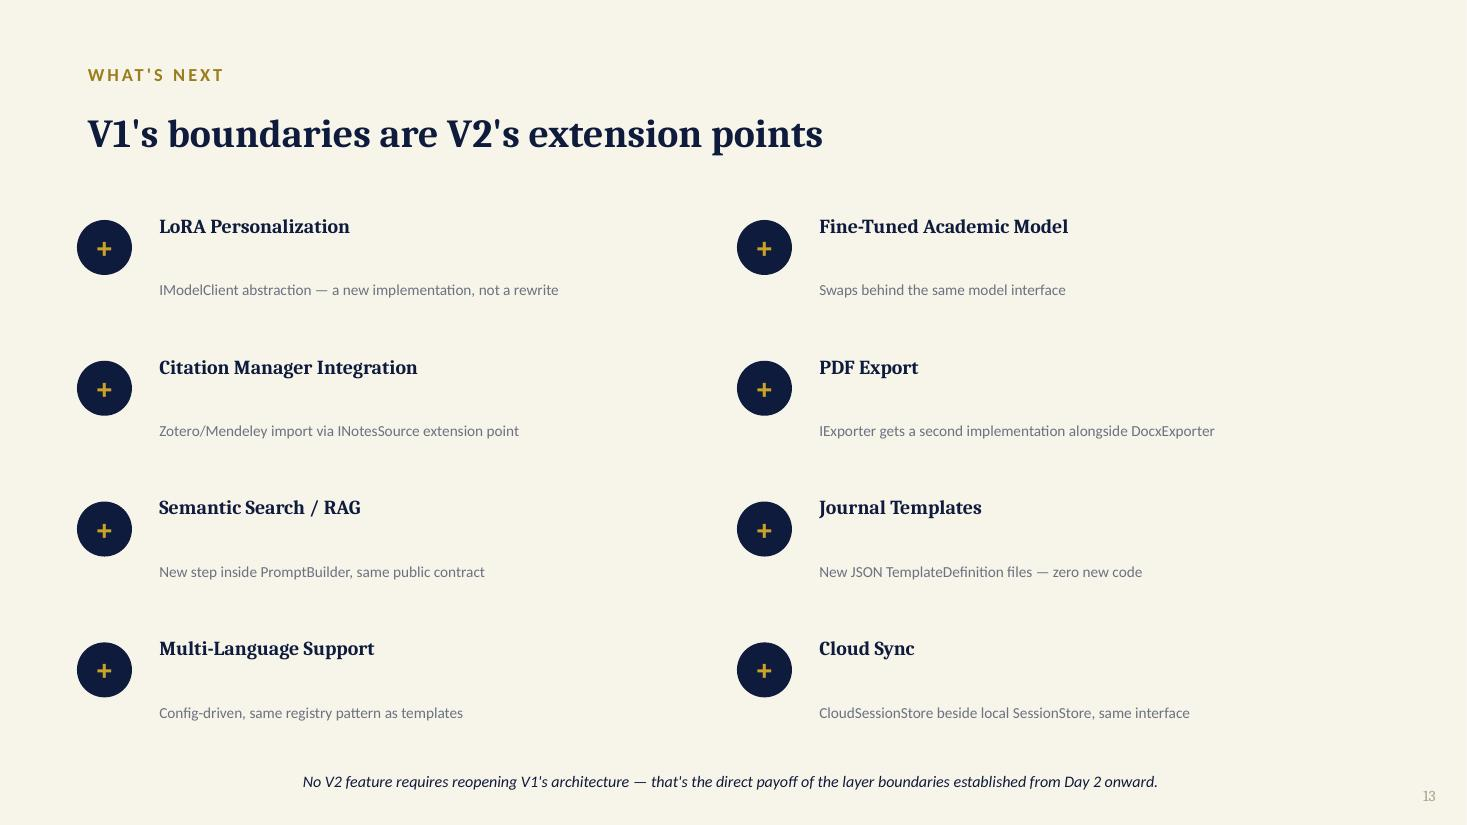 WHAT'S NEXT
V1's boundaries are V2's extension points
+
LoRA Personalization
IModelClient abstraction — a new implementation, not a rewrite
+
Fine-Tuned Academic Model
Swaps behind the same model interface
+
Citation Manager Integration
Zotero/Mendeley import via INotesSource extension point
+
PDF Export
IExporter gets a second implementation alongside DocxExporter
+
Semantic Search / RAG
New step inside PromptBuilder, same public contract
+
Journal Templates
New JSON TemplateDefinition files — zero new code
+
Multi-Language Support
Config-driven, same registry pattern as templates
+
Cloud Sync
CloudSessionStore beside local SessionStore, same interface
No V2 feature requires reopening V1's architecture — that's the direct payoff of the layer boundaries established from Day 2 onward.
13